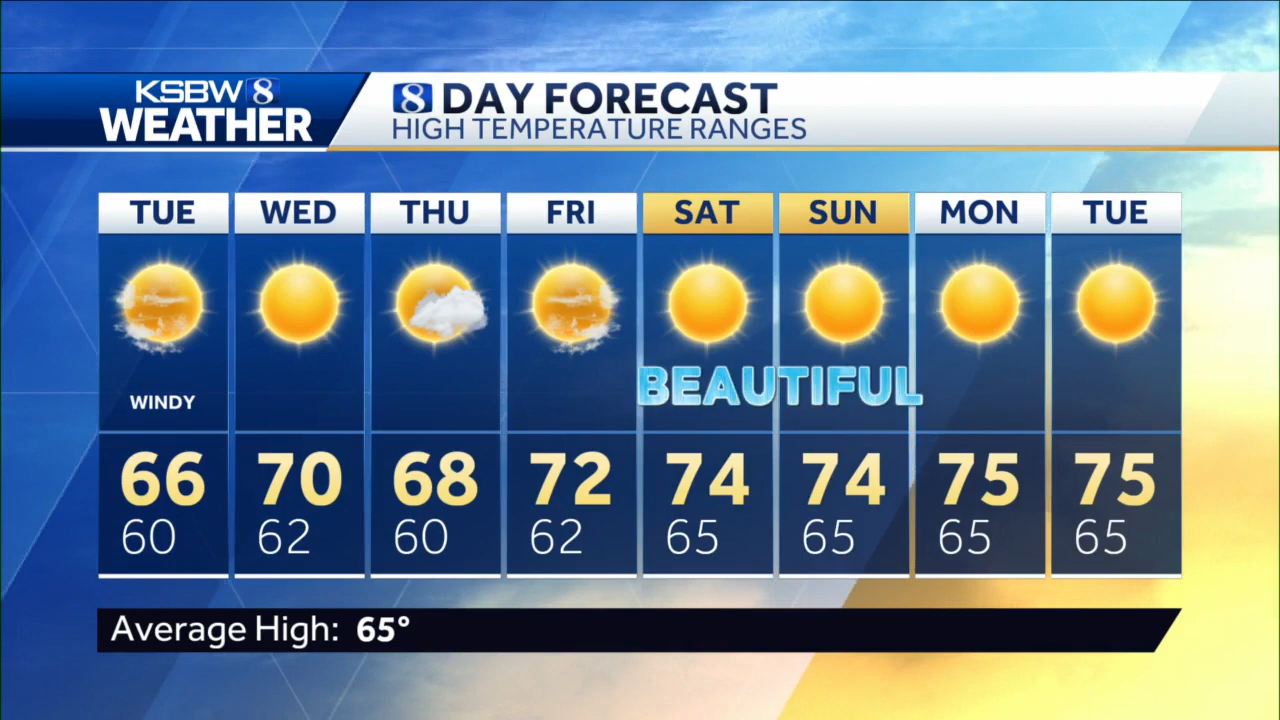 KSBW 8
WEATHER
8 DAY FORECAST
HIGH TEMPERATURE RANGES
TUE WED THU FRI SAT SUN MON TUE
BEAUTIFUL
WINDY
66 70 68 72 74 74 75 75
60 62 60 62 65 65 65 65
Average High: 65°